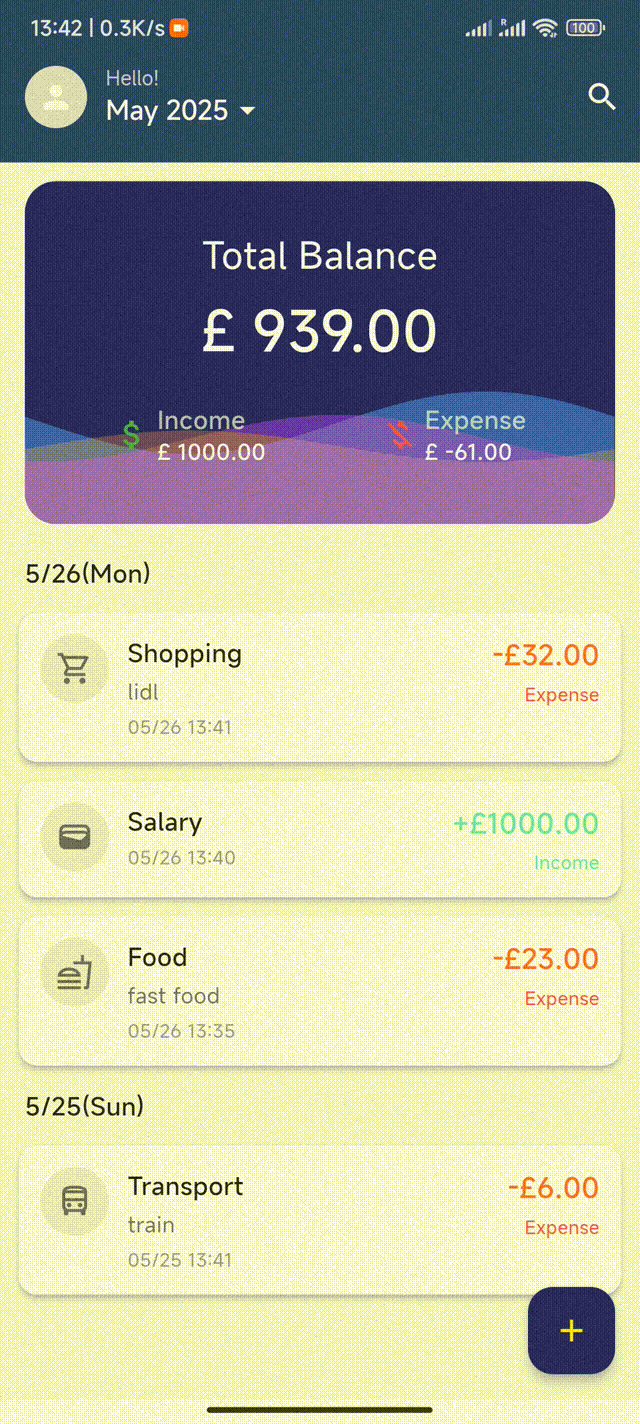 13:42 | 0.3K/s
R
100
Hello!
May 2025
Total Balance
£ 939.00
Income
£ 1000.00
Expense
£ -61.00
5/26(Mon)
Shopping
-£32.00
lidl
Expense
05/26 13:41
Salary
+£1000.00
05/26 13:40
Income
Food
-£23.00
fast food
Expense
05/26 13:35
5/25(Sun)
Transport
-£6.00
train
Expense
05/25 13:41
+